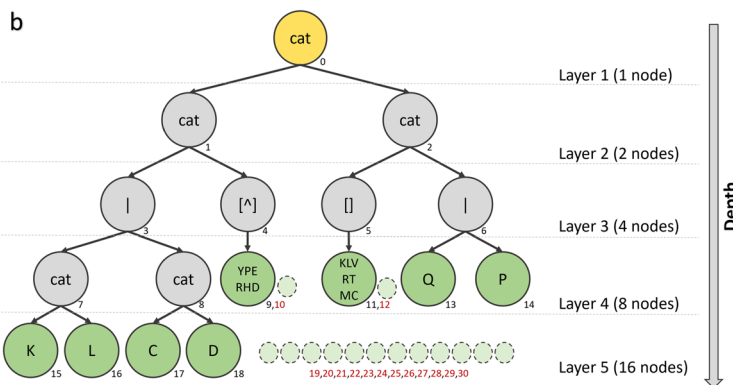 b
cat
0
Layer 1 (1 node)
cat
1
cat
2
Layer 2 (2 nodes)
|
3
[^]
4
[]
5
|
6
Layer 3 (4 nodes)
Depth
cat
7
cat
8
YPE
RHD
9,10
KLV
RT
MC
11,12
Q
13
P
14
Layer 4 (8 nodes)
K
15
L
16
C
17
D
18
19,20,21,22,23,24,25,26,27,28,29,30
Layer 5 (16 nodes)